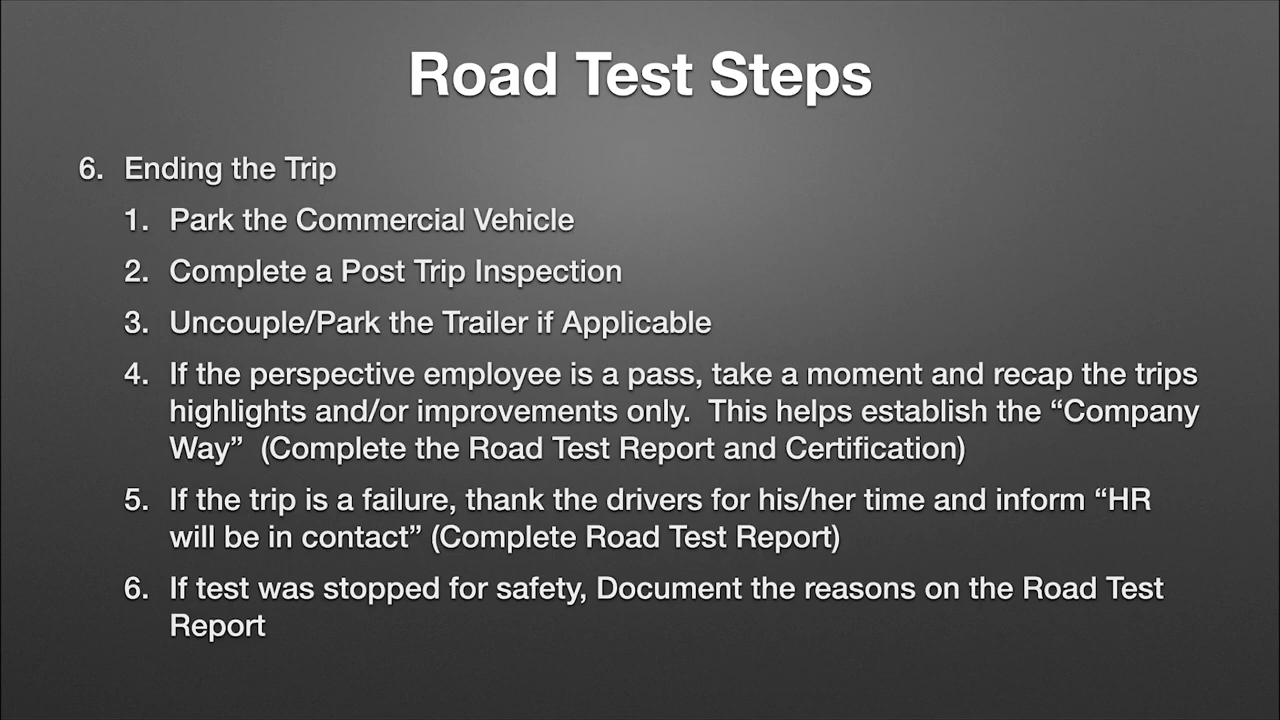 Road Test Steps
6. Ending the Trip
1. Park the Commercial Vehicle
2. Complete a Post Trip Inspection
3. Uncouple/Park the Trailer if Applicable
4. If the perspective employee is a pass, take a moment and recap the trips
highlights and/or improvements only.  This helps establish the “Company
Way”  (Complete the Road Test Report and Certification)
5. If the trip is a failure, thank the drivers for his/her time and inform “HR
will be in contact” (Complete Road Test Report)
6. If test was stopped for safety, Document the reasons on the Road Test
Report